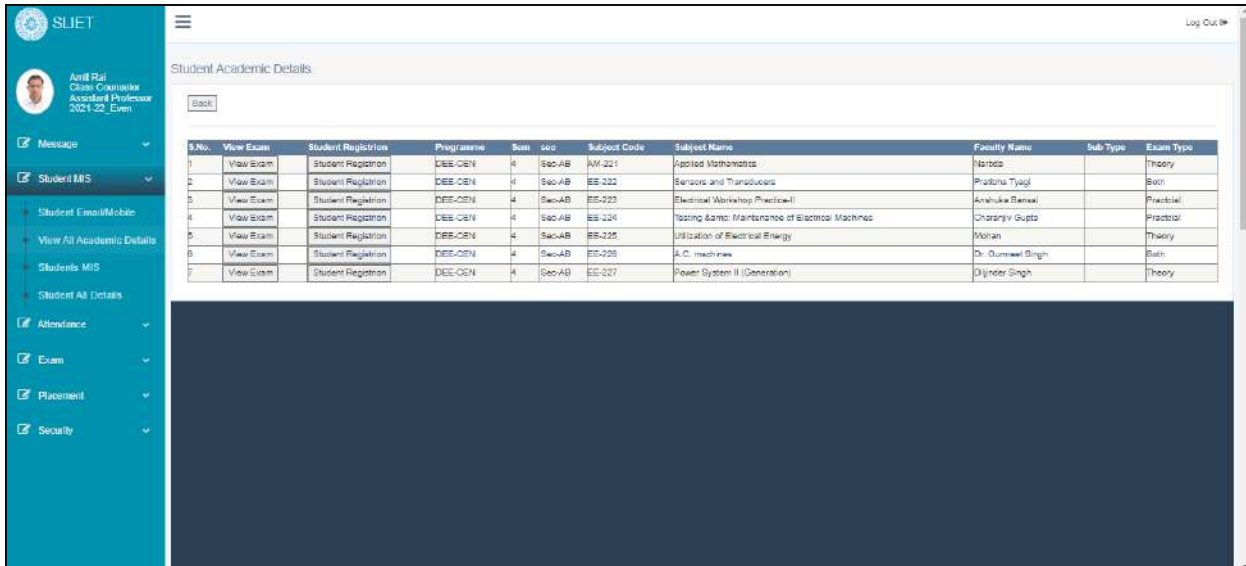 SLIET
Log Out
Amit Rai
Class Counselor
Assistant Professor
2021-22_Even
Message
Student MIS
Student Email/Mobile
View All Academic Details
Students MIS
Student All Details
Attendance
Exam
Placement
Security
Student Academic Details
Back
S.No. View Exam Student Registrion Programme Sem sec Subject Code Subject Name Faculty Name Sub Type Exam Type
1 View Exam Student Registrion DEE-CEN 4 Sec-AB AM-221 Applied Mathamatics Theory
2 View Exam Student Registrion DEE-CEN 4 Sec-AB EE-222 Sensors and Transducers Pratibha Tyagi Both
3 View Exam Student Registrion DEE-CEN 4 Sec-AB EE-223 Electrical Workshop Practice-II Anshuka Bansal Practcial
4 View Exam Student Registrion DEE-CEN 4 Sec-AB EE-224 Testing &amp; Maintenance of Electrical Machines Charanjiv Gupta Practcial
5 View Exam Student Registrion DEE-CEN 4 Sec-AB EE-225 Utilization of Electrical Energy Mohan Theory
6 View Exam Student Registrion DEE-CEN 4 Sec-AB EE-226 A.C. machines Dr. Gurmeet Singh Both
7 View Exam Student Registrion DEE-CEN 4 Sec-AB EE-227 Power System II (Generation) Diljinder Singh Theory